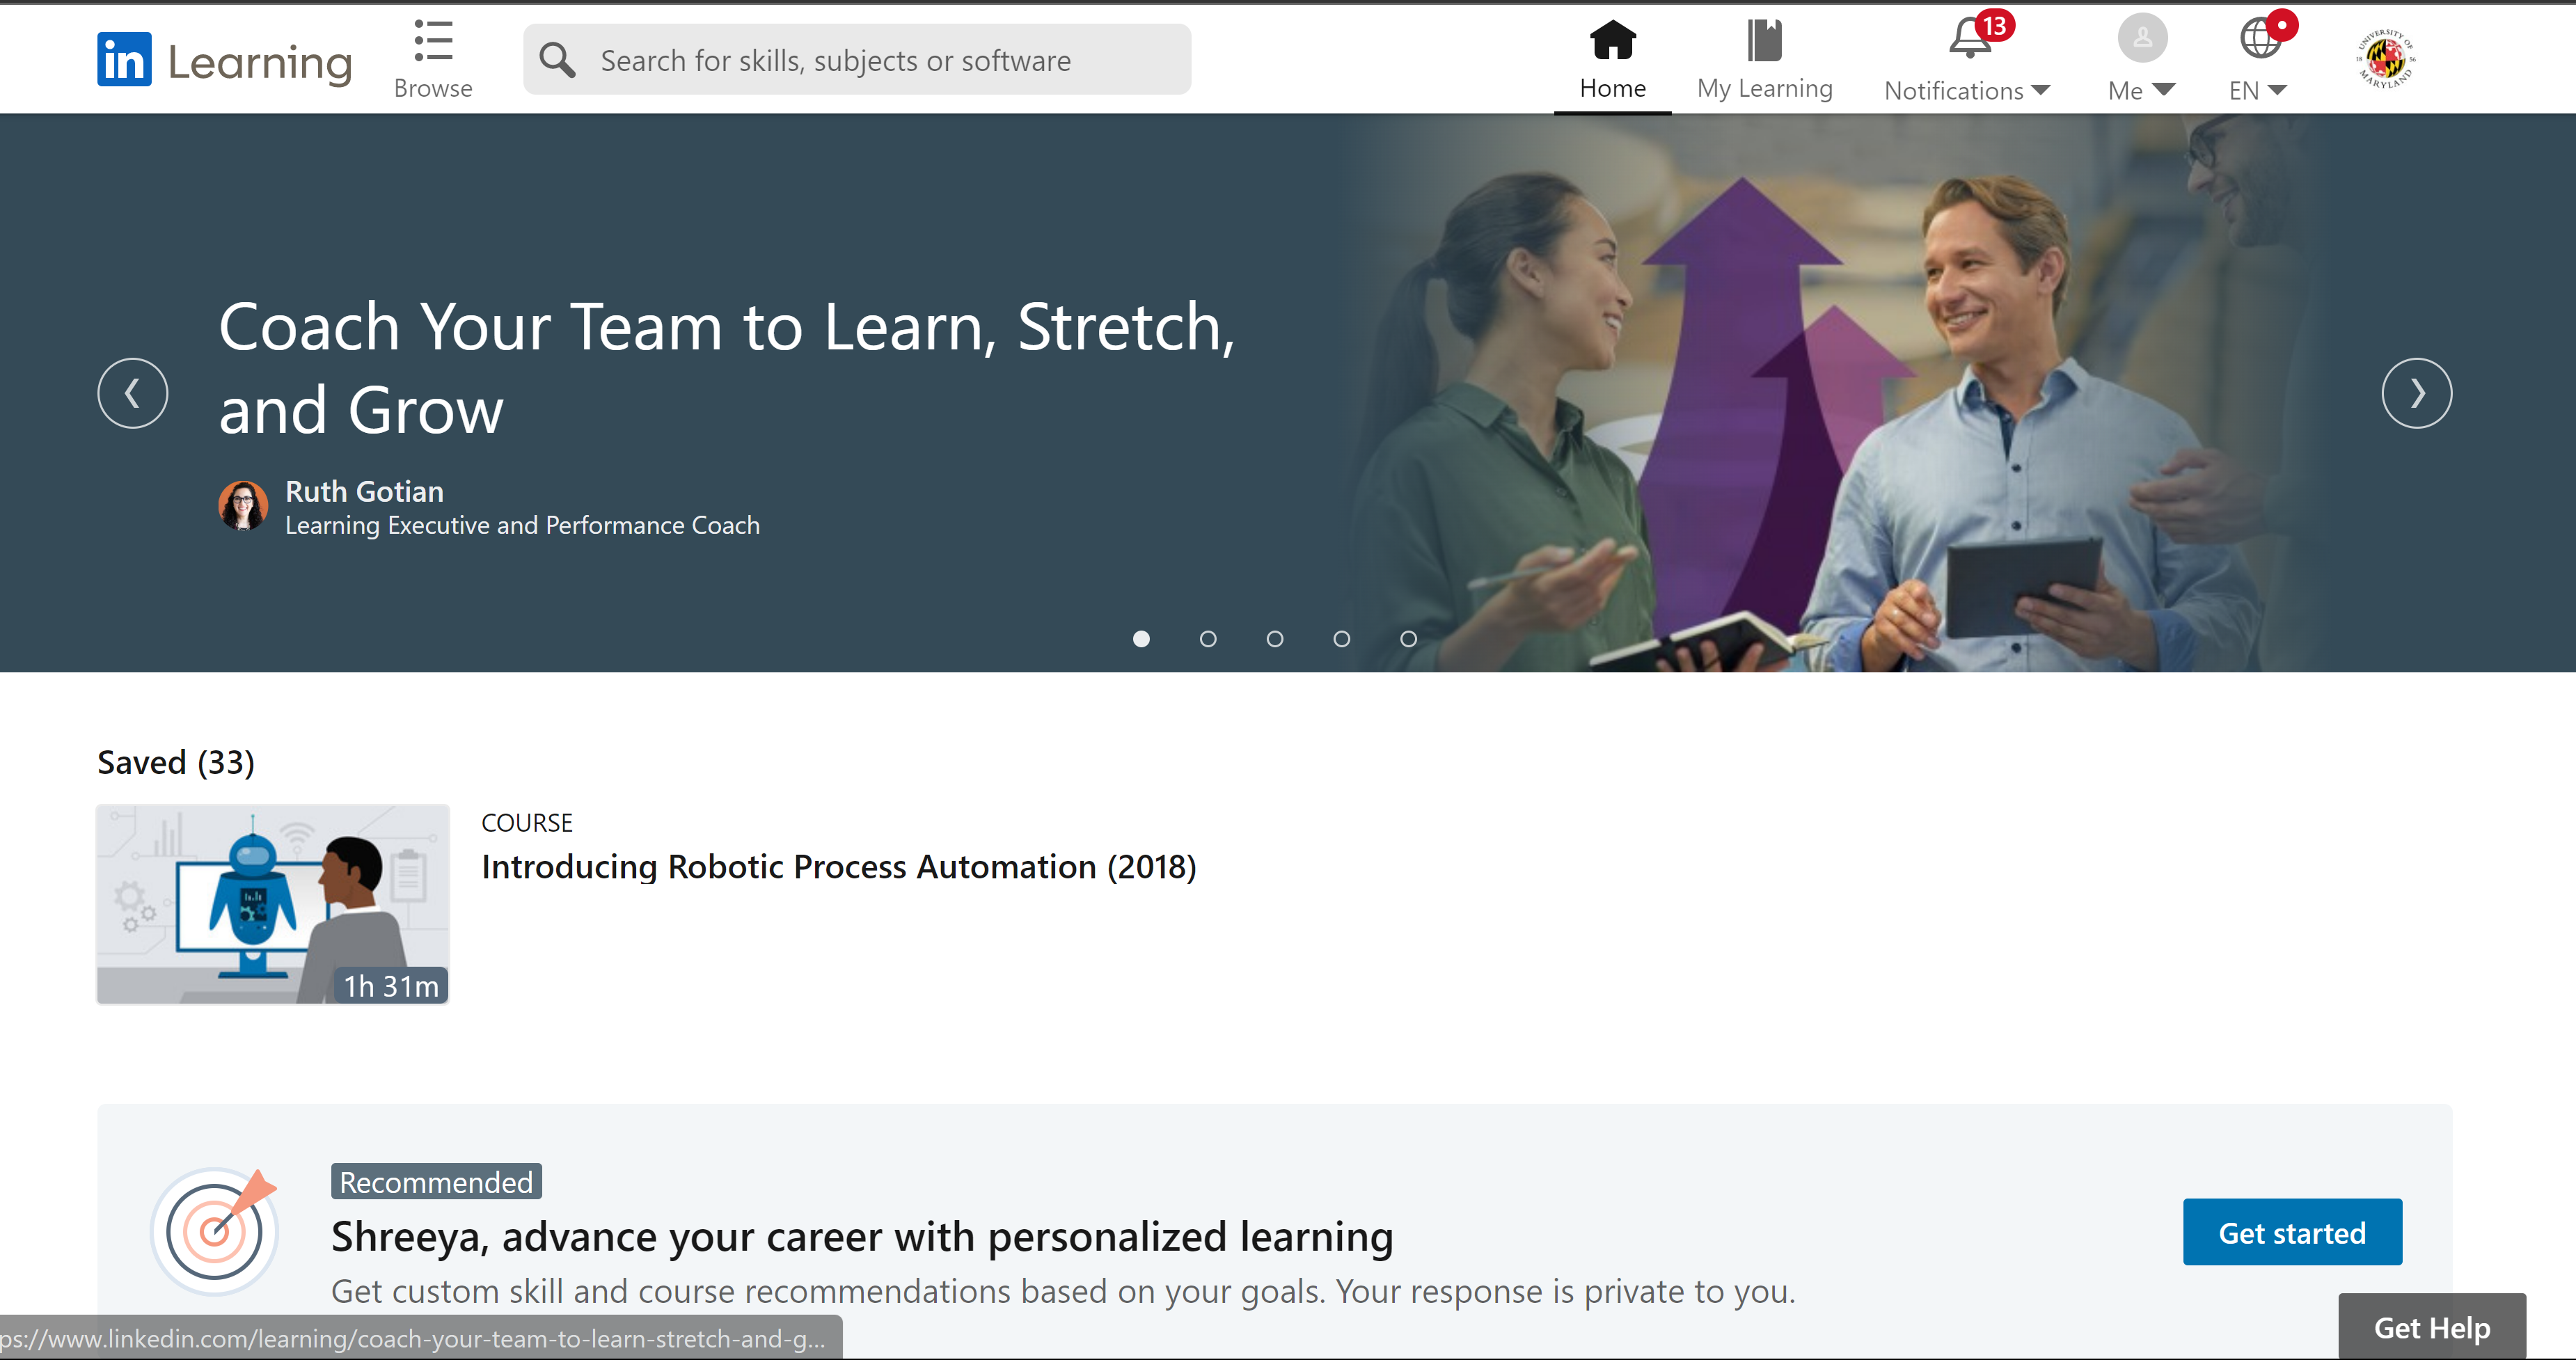 in Learning
Browse
Search for skills, subjects or software
Home
My Learning
13
Notifications
Me
EN
UNIVERSITY OF
18 56
MARYLAND
Coach Your Team to Learn, Stretch,
and Grow
Ruth Gotian
Learning Executive and Performance Coach
Saved (33)
COURSE
Introducing Robotic Process Automation (2018)
1h 31m
Recommended
Shreeya, advance your career with personalized learning
Get custom skill and course recommendations based on your goals. Your response is private to you.
Get started
ps://www.linkedin.com/learning/coach-your-team-to-learn-stretch-and-g...
Get Help